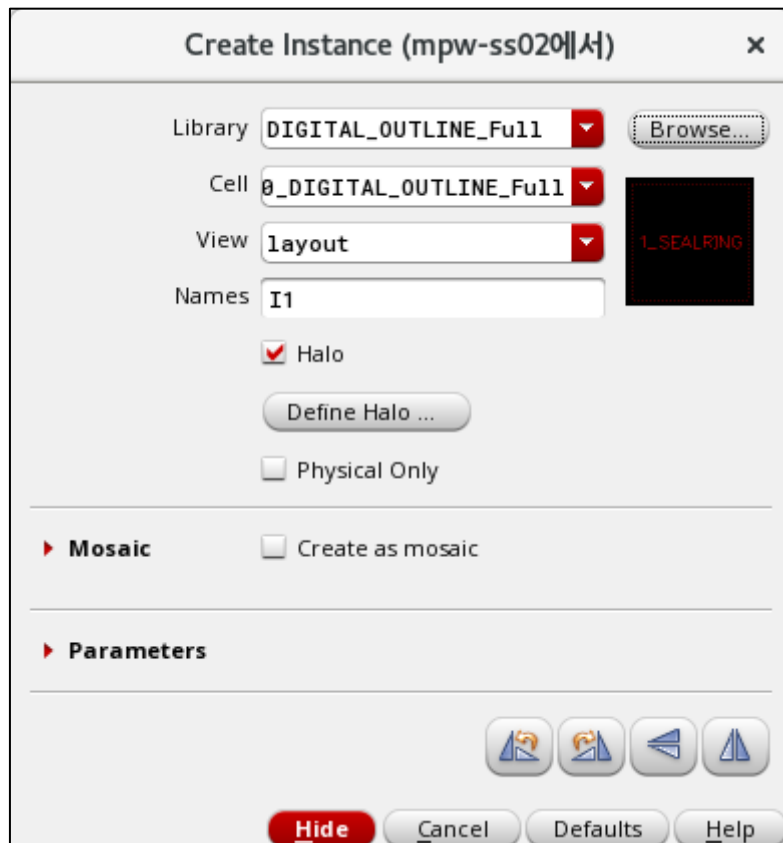 Create Instance (mpw-ss02에서) ×
Library DIGITAL_OUTLINE_Full Browse...
Cell 0_DIGITAL_OUTLINE_Full
View layout
1_SEALRING
Names I1
Halo
Define Halo ...
Physical Only
Mosaic Create as mosaic
Parameters
Hide Cancel Defaults Help